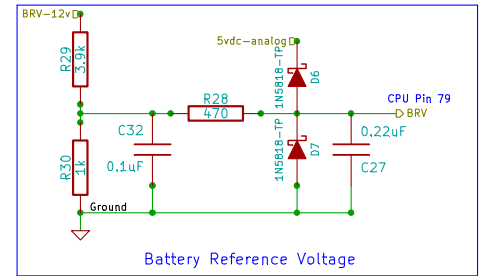 BRV-12v
5vdc-analog
R29
3.9k
1N5818-TP
D6
R28
470
CPU Pin 79
BRV
C32
0.1uF
R30
1k
1N5818-TP
D7
0.22uF
C27
Ground
Battery Reference Voltage